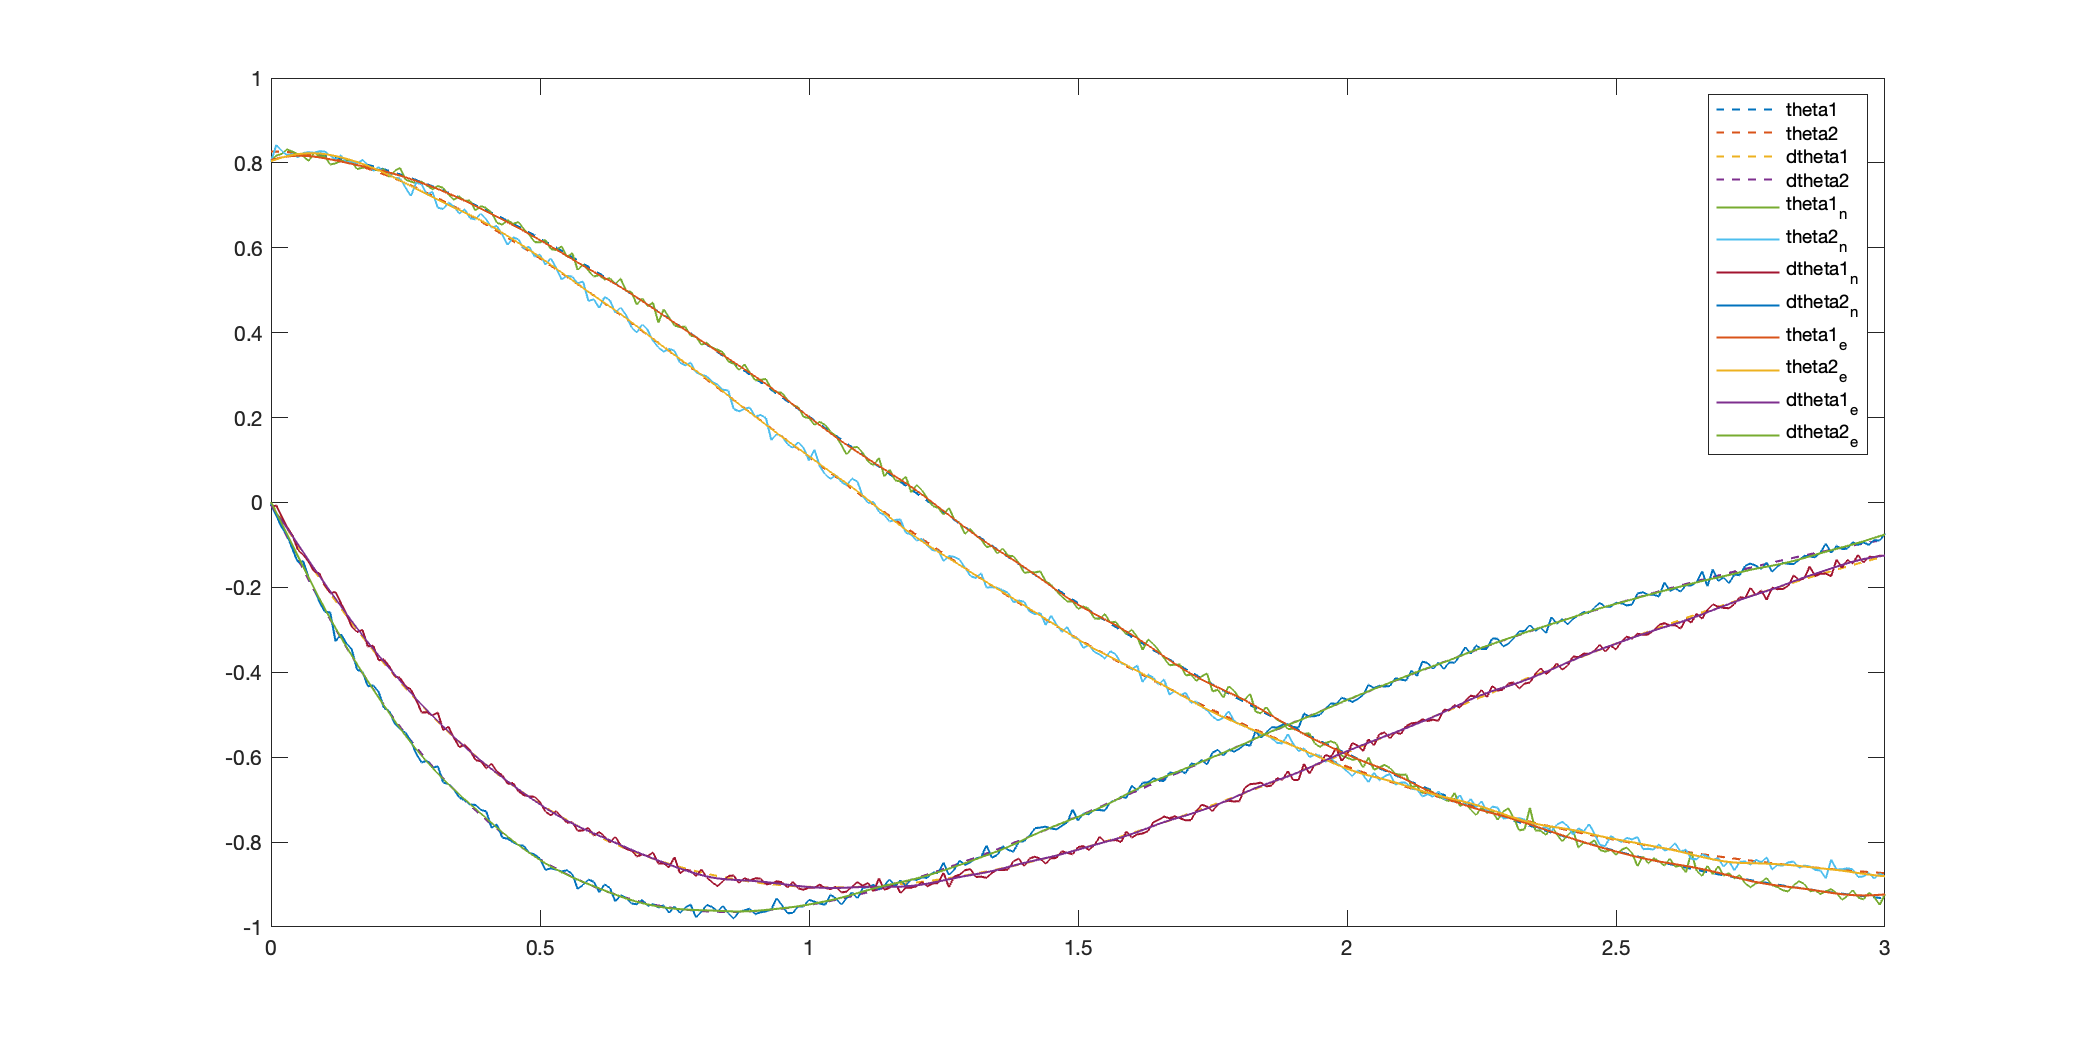 1
0.8
0.6
0.4
0.2
0
-0.2
-0.4
-0.6
-0.8
-1
0 0.5 1 1.5 2 2.5 3
theta1
theta2
dtheta1
dtheta2
theta1n
theta2n
dtheta1n
dtheta2n
theta1e
theta2e
dtheta1e
dtheta2e